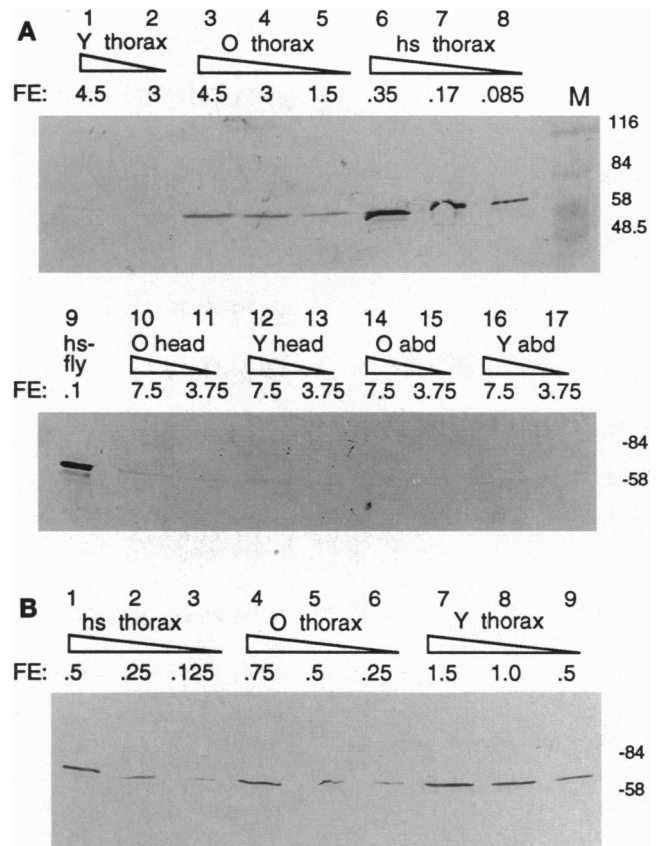 A 1 2 3 4 5 6 7 8
Y thorax O thorax hs thorax
FE: 4.5 3 4.5 3 1.5 .35 .17 .085 M
116
84
58
48.5
9 10 11 12 13 14 15 16 17
hs- O head Y head O abd Y abd
fly
FE: .1 7.5 3.75 7.5 3.75 7.5 3.75 7.5 3.75
-84
-58
B 1 2 3 4 5 6 7 8 9
hs thorax O thorax Y thorax
FE: .5 .25 .125 .75 .5 .25 1.5 1.0 .5
-84
-58